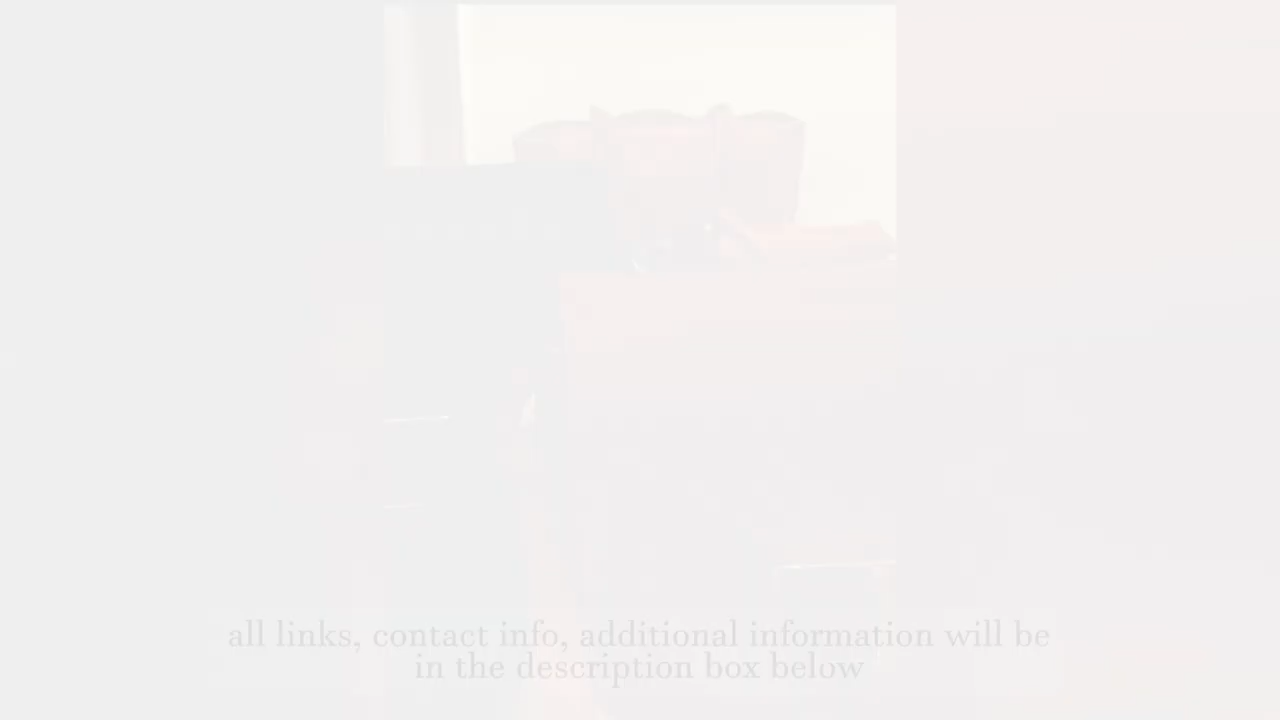 all links, contact info, additional information will be
in the description box below